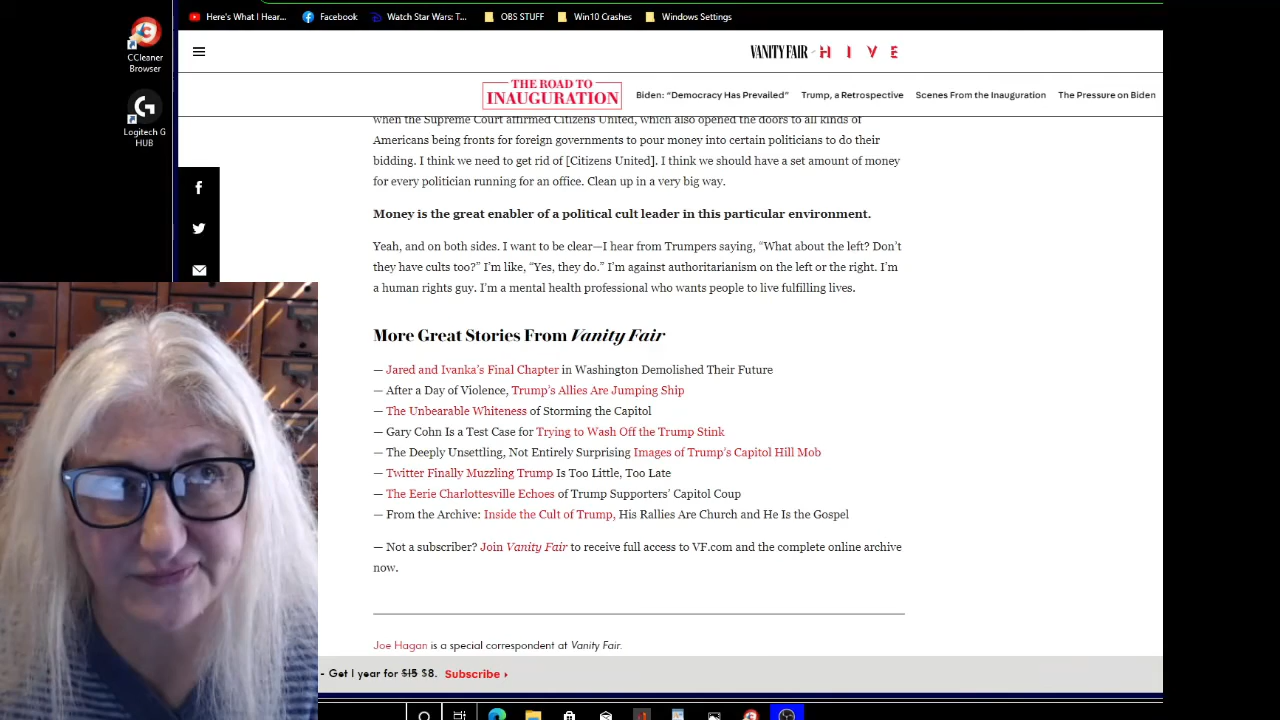 Here's What I Hear...
Facebook
Watch Star Wars: T...
OBS STUFF
Win10 Crashes
Windows Settings
CCleaner
Browser
Logitech G
HUB
VANITY FAIR HIVE
THE ROAD TO
INAUGURATION
Biden: “Democracy Has Prevailed”
Trump, a Retrospective
Scenes From the Inauguration
The Pressure on Biden
when the Supreme Court affirmed Citizens United, which also opened the doors to all kinds of
Americans being fronts for foreign governments to pour money into certain politicians to do their
bidding. I think we need to get rid of [Citizens United]. I think we should have a set amount of money
for every politician running for an office. Clean up in a very big way.
Money is the great enabler of a political cult leader in this particular environment.
Yeah, and on both sides. I want to be clear—I hear from Trumpers saying, “What about the left? Don’t
they have cults too?” I’m like, “Yes, they do.” I’m against authoritarianism on the left or the right. I’m
a human rights guy. I’m a mental health professional who wants people to live fulfilling lives.
More Great Stories From Vanity Fair
— Jared and Ivanka’s Final Chapter in Washington Demolished Their Future
— After a Day of Violence, Trump’s Allies Are Jumping Ship
— The Unbearable Whiteness of Storming the Capitol
— Gary Cohn Is a Test Case for Trying to Wash Off the Trump Stink
— The Deeply Unsettling, Not Entirely Surprising Images of Trump’s Capitol Hill Mob
— Twitter Finally Muzzling Trump Is Too Little, Too Late
— The Eerie Charlottesville Echoes of Trump Supporters’ Capitol Coup
— From the Archive: Inside the Cult of Trump, His Rallies Are Church and He Is the Gospel
— Not a subscriber? Join Vanity Fair to receive full access to VF.com and the complete online archive
now.
Joe Hagan is a special correspondent at Vanity Fair.
- Get 1 year for $15 $8. Subscribe ›